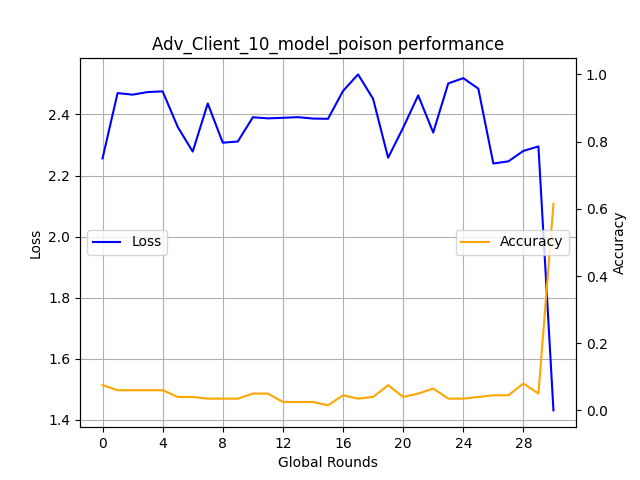 Adv_Client_10_model_poison performance
Loss
2.4
2.2
2.0
1.8
1.6
1.4
Loss
Accuracy
1.0
0.8
0.6
0.4
0.2
0.0
Accuracy
0 4 8 12 16 20 24 28
Global Rounds